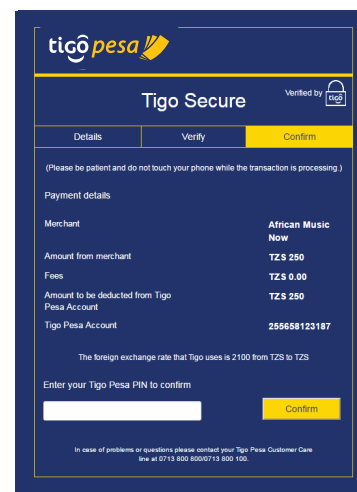 tigo pesa
Tigo Secure
Verified by
tigo
Details Verify Confirm
(Please be patient and do not touch your phone while the transaction is processing.)
Payment details
Merchant African Music
Now
Amount from merchant TZS 250
Fees TZS 0.00
Amount to be deducted from Tigo TZS 250
Pesa Account
Tigo Pesa Account 255658123187
The foreign exchange rate that Tigo uses is 2100 from TZS to TZS
Enter your Tigo Pesa PIN to confirm
Confirm
In case of problems or questions please contact your Tigo Pesa Customer Care
line at 0713 800 800/0713 800 100.